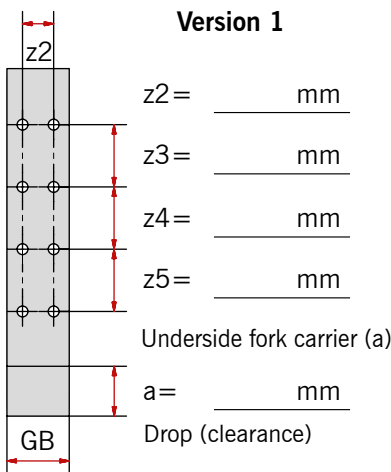 Version 1
z2
z2= mm
z3= mm
z4= mm
z5= mm
Underside fork carrier (a)
a= mm
Drop (clearance)
GB